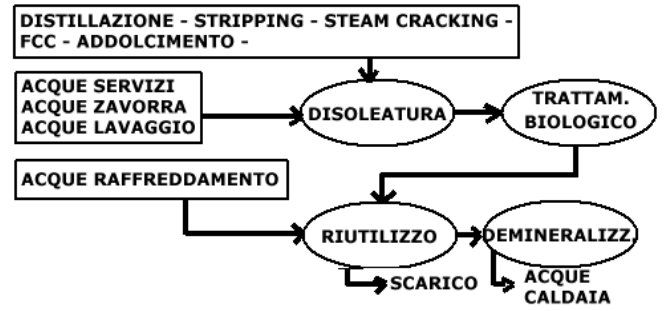 DISTILLAZIONE - STRIPPING - STEAM CRACKING -
FCC - ADDOLCIMENTO -
ACQUE SERVIZI
ACQUE ZAVORRA
ACQUE LAVAGGIO
DISOLEATURA
TRATTAM.
BIOLOGICO
ACQUE RAFFREDDAMENTO
RIUTILIZZO
DEMINERALIZZ.
SCARICO
ACQUE
CALDAIA